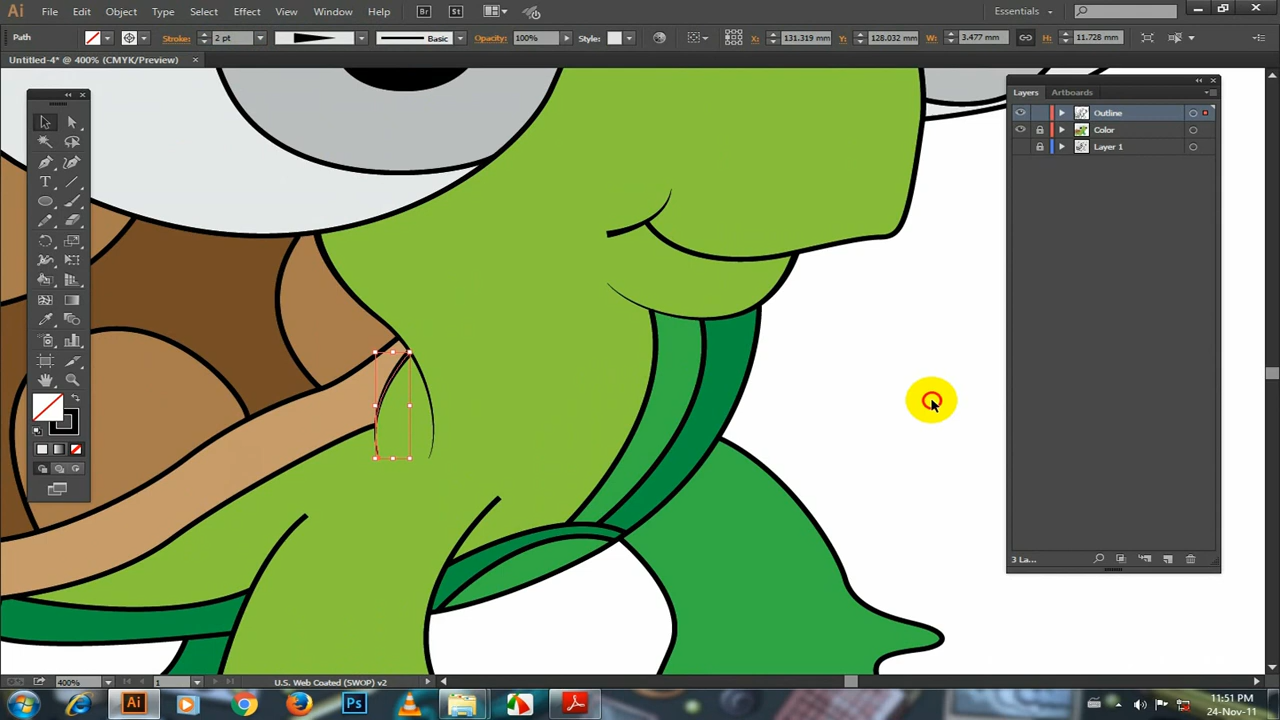 Ai File Edit Object Type Select Effect View Window Help Br St Essentials
Path Stroke: 2 pt Basic Opacity: 100% Style: X: 131.319 mm Y: 128.032 mm W: 3.477 mm H: 11.728 mm
Untitled-4* @ 400% (CMYK/Preview) ×
Layers Artboards
Outline
Color
Layer 1
T
3 La...
400% 1 U.S. Web Coated (SWOP) v2
Ai Ps
11:51 PM
24-Nov-11